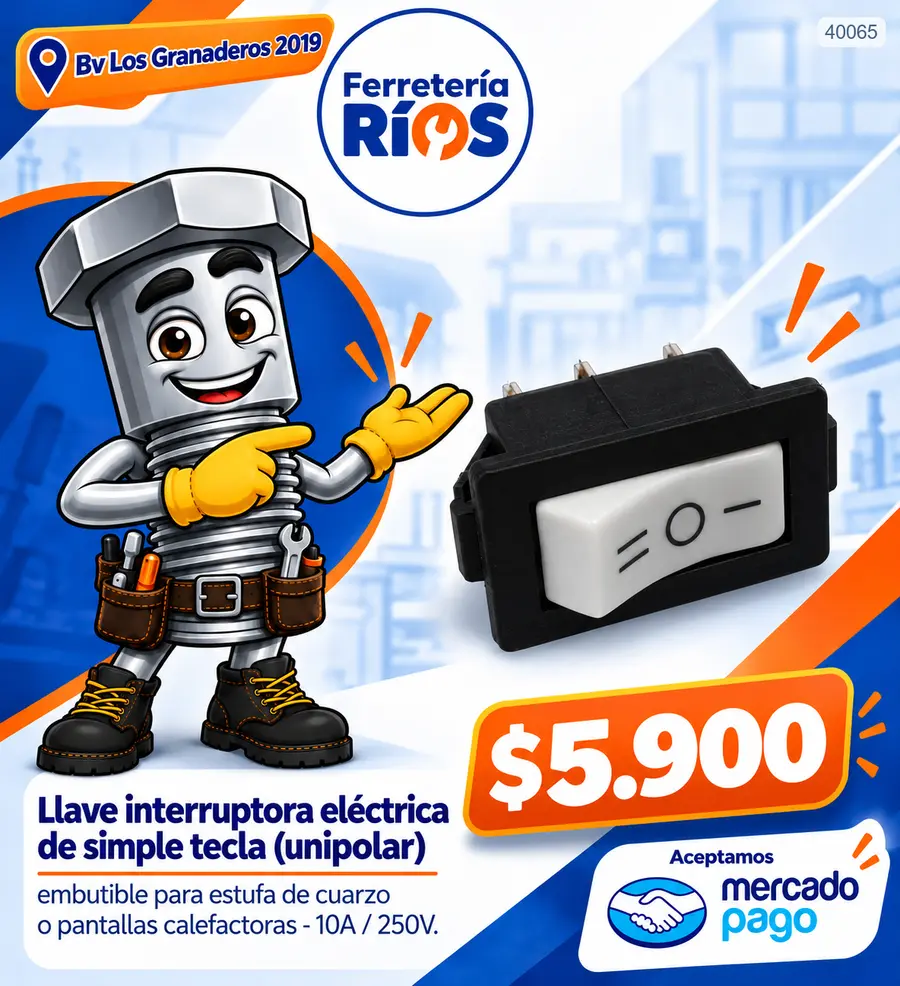 Bv Los Granaderos 2019
Ferretería
RÍOS
40065
= O –
$5.900
Llave interruptora eléctrica
de simple tecla (unipolar)
embutible para estufa de cuarzo
o pantallas calefactoras - 10A / 250V.
Aceptamos
mercado
pago